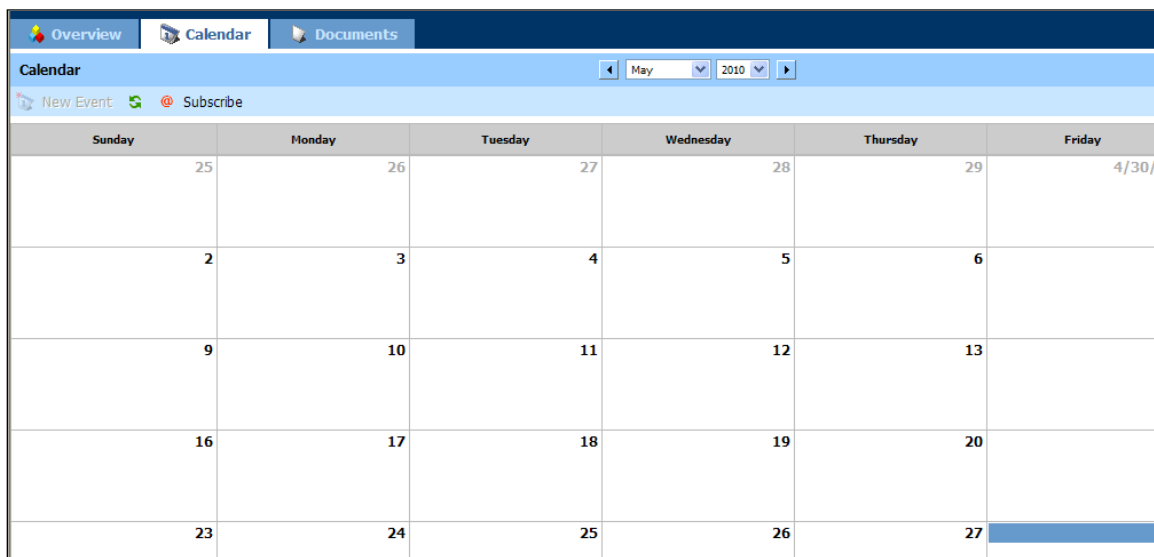 Overview Calendar Documents
Calendar May 2010
New Event @ Subscribe
Sunday Monday Tuesday Wednesday Thursday Friday
25 26 27 28 29 4/30/
2 3 4 5 6
9 10 11 12 13
16 17 18 19 20
23 24 25 26 27